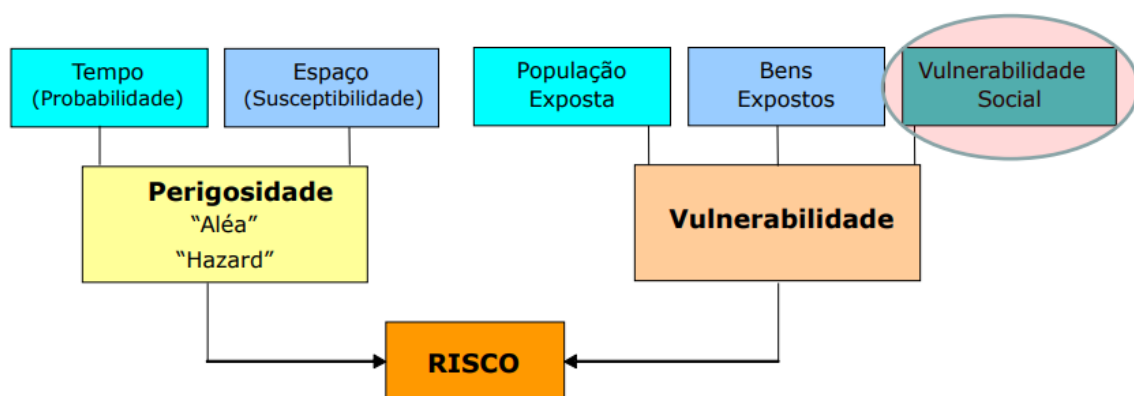 Tempo
(Probabilidade)
Espaço
(Susceptibilidade)
População
Exposta
Bens
Expostos
Vulnerabilidade
Social
Perigosidade
“Aléa”
“Hazard”
Vulnerabilidade
RISCO